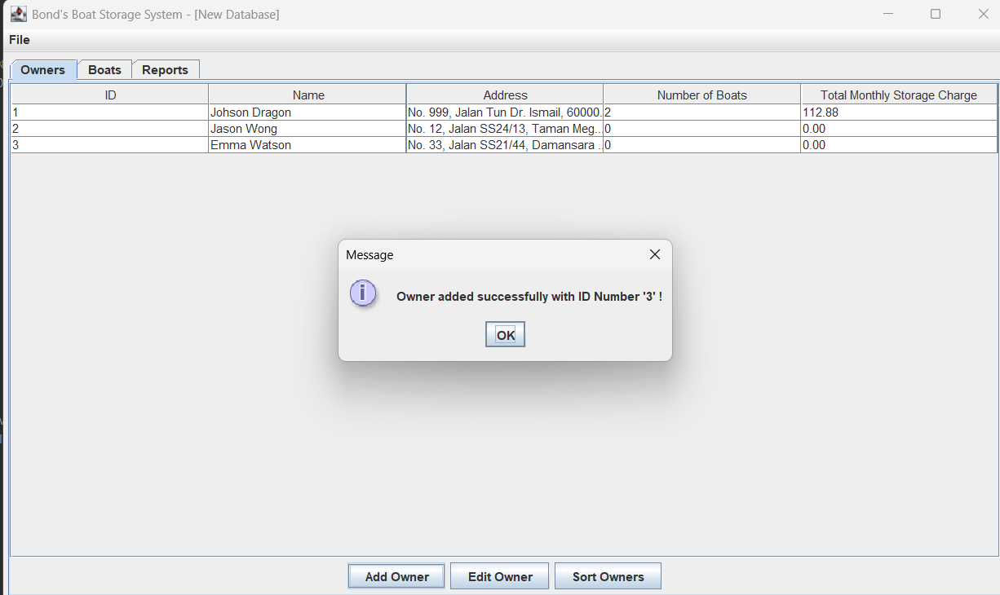 Bond's Boat Storage System - [New Database]
File
Owners Boats Reports
ID Name Address Number of Boats Total Monthly Storage Charge
1 Johson Dragon No. 999, Jalan Tun Dr. Ismail, 60000. 2 112.88
2 Jason Wong No. 12, Jalan SS24/13, Taman Meg... 0 0.00
3 Emma Watson No. 33, Jalan SS21/44, Damansara .. 0 0.00
Message
Owner added successfully with ID Number '3' !
OK
Add Owner Edit Owner Sort Owners